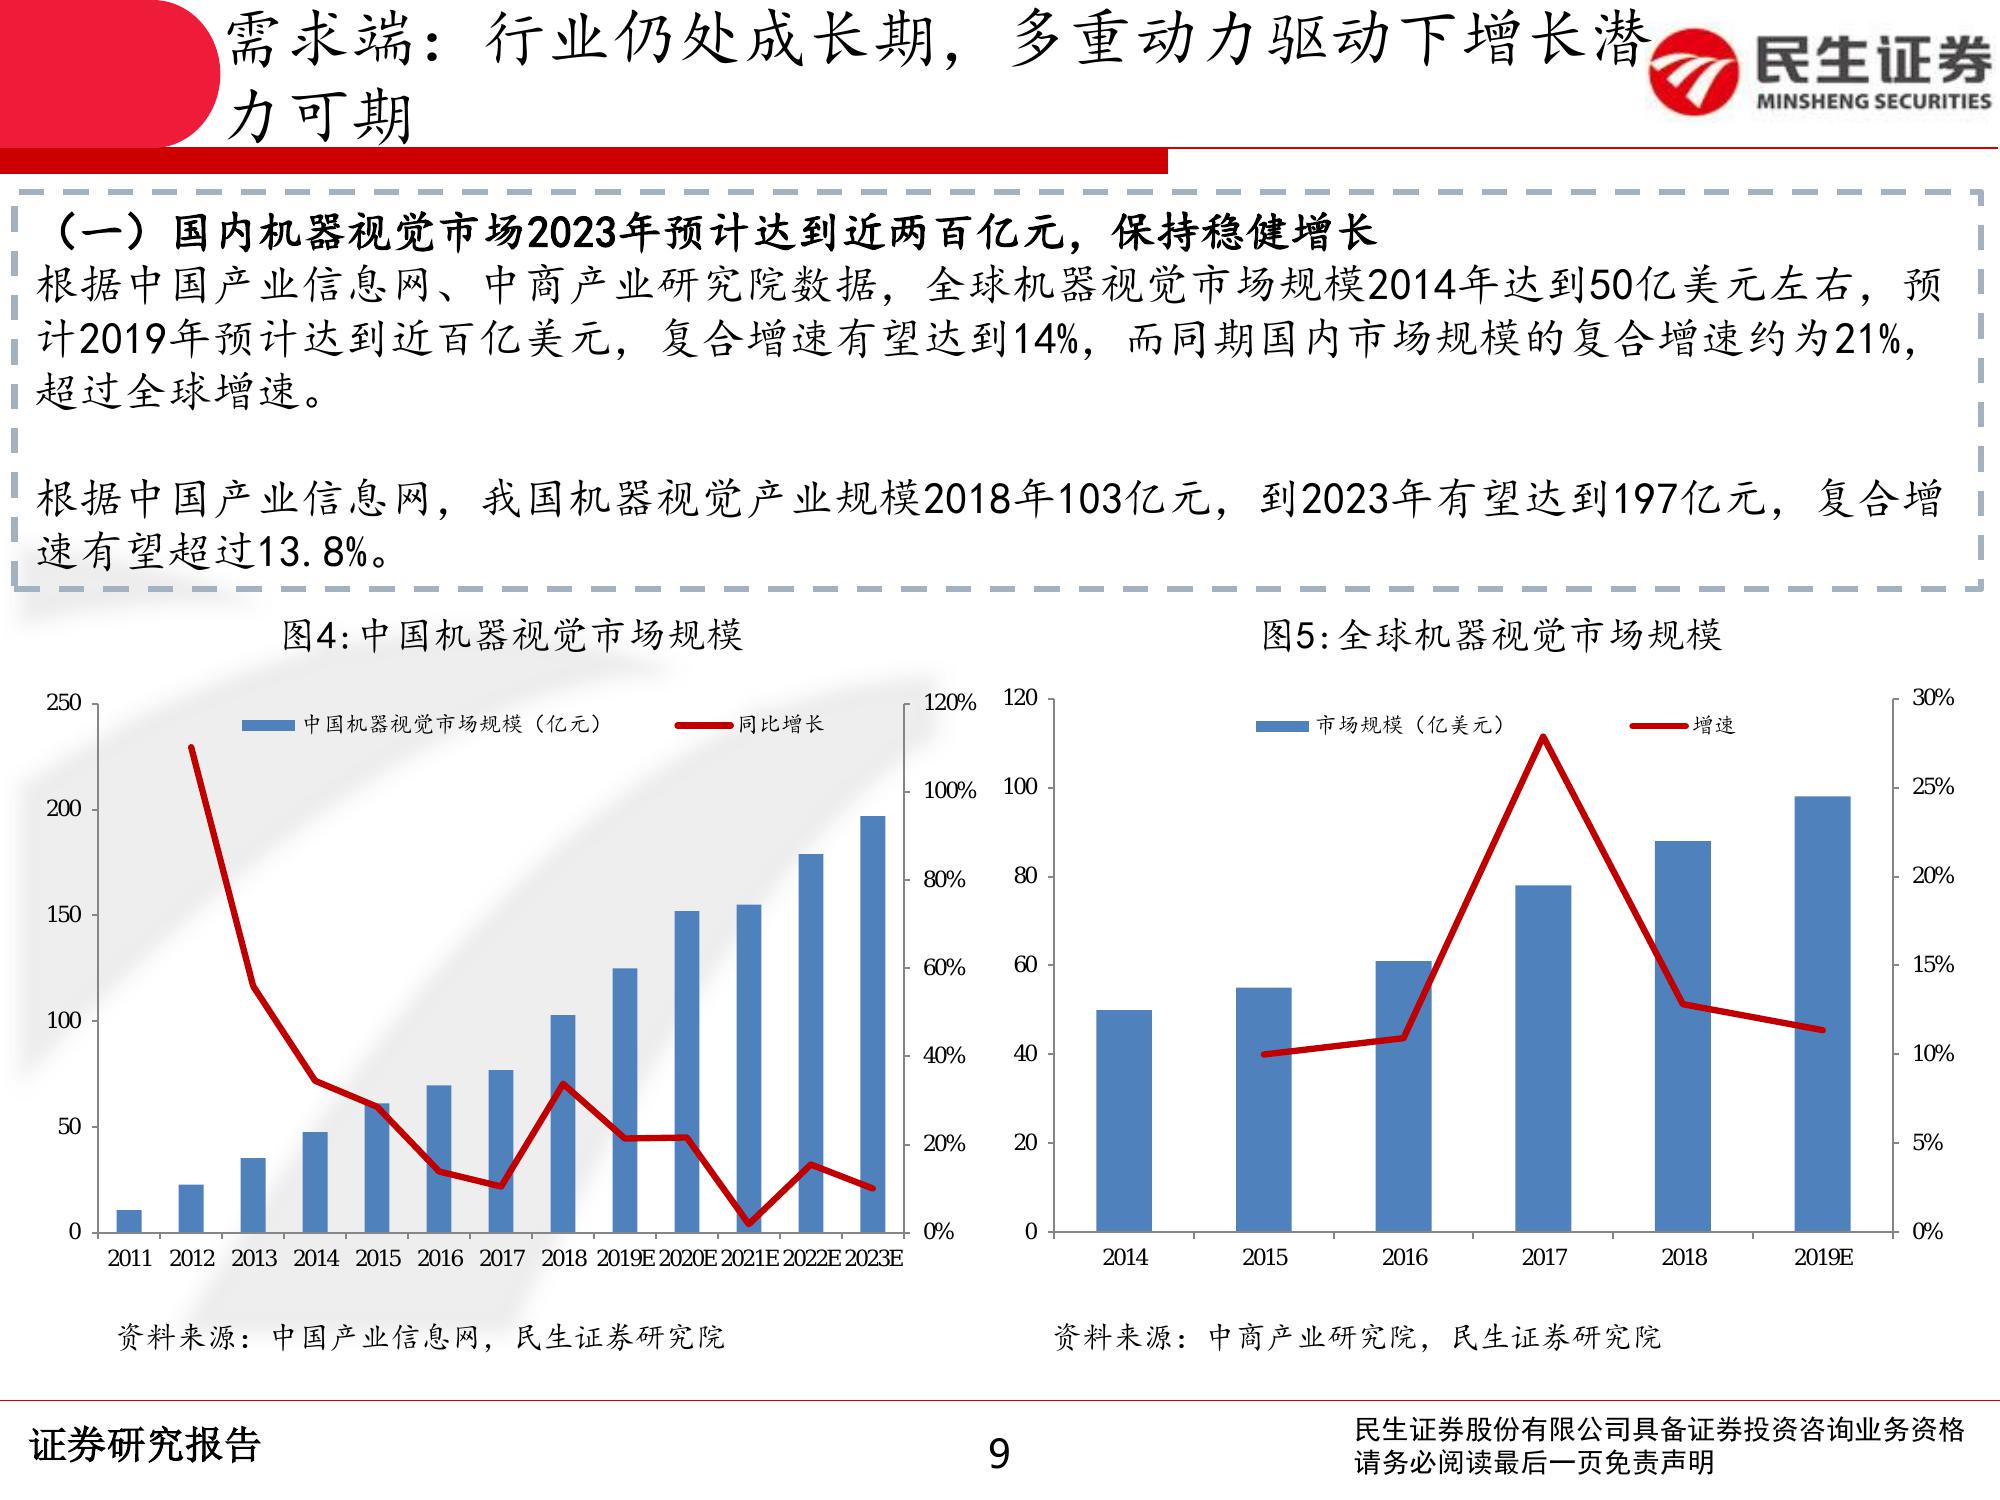 需求端：行业仍处成长期，多重动力驱动下增长潜
力可期
民生证券
MINSHENG SECURITIES
（一）国内机器视觉市场2023年预计达到近两百亿元，保持稳健增长
根据中国产业信息网、中商产业研究院数据，全球机器视觉市场规模2014年达到50亿美元左右，预
计2019年预计达到近百亿美元，复合增速有望达到14%，而同期国内市场规模的复合增速约为21%，
超过全球增速。
根据中国产业信息网，我国机器视觉产业规模2018年103亿元，到2023年有望达到197亿元，复合增
速有望超过13.8%。
图4:中国机器视觉市场规模
250
200
150
100
50
0
中国机器视觉市场规模（亿元）
同比增长
120%
100%
80%
60%
40%
20%
0%
2011 2012 2013 2014 2015 2016 2017 2018 2019E 2020E 2021E 2022E 2023E
资料来源：中国产业信息网，民生证券研究院
图5:全球机器视觉市场规模
120
100
80
60
40
20
0
市场规模（亿美元）
增速
30%
25%
20%
15%
10%
5%
0%
2014 2015 2016 2017 2018 2019E
资料来源：中商产业研究院，民生证券研究院
证券研究报告
9
民生证券股份有限公司具备证券投资咨询业务资格
请务必阅读最后一页免责声明